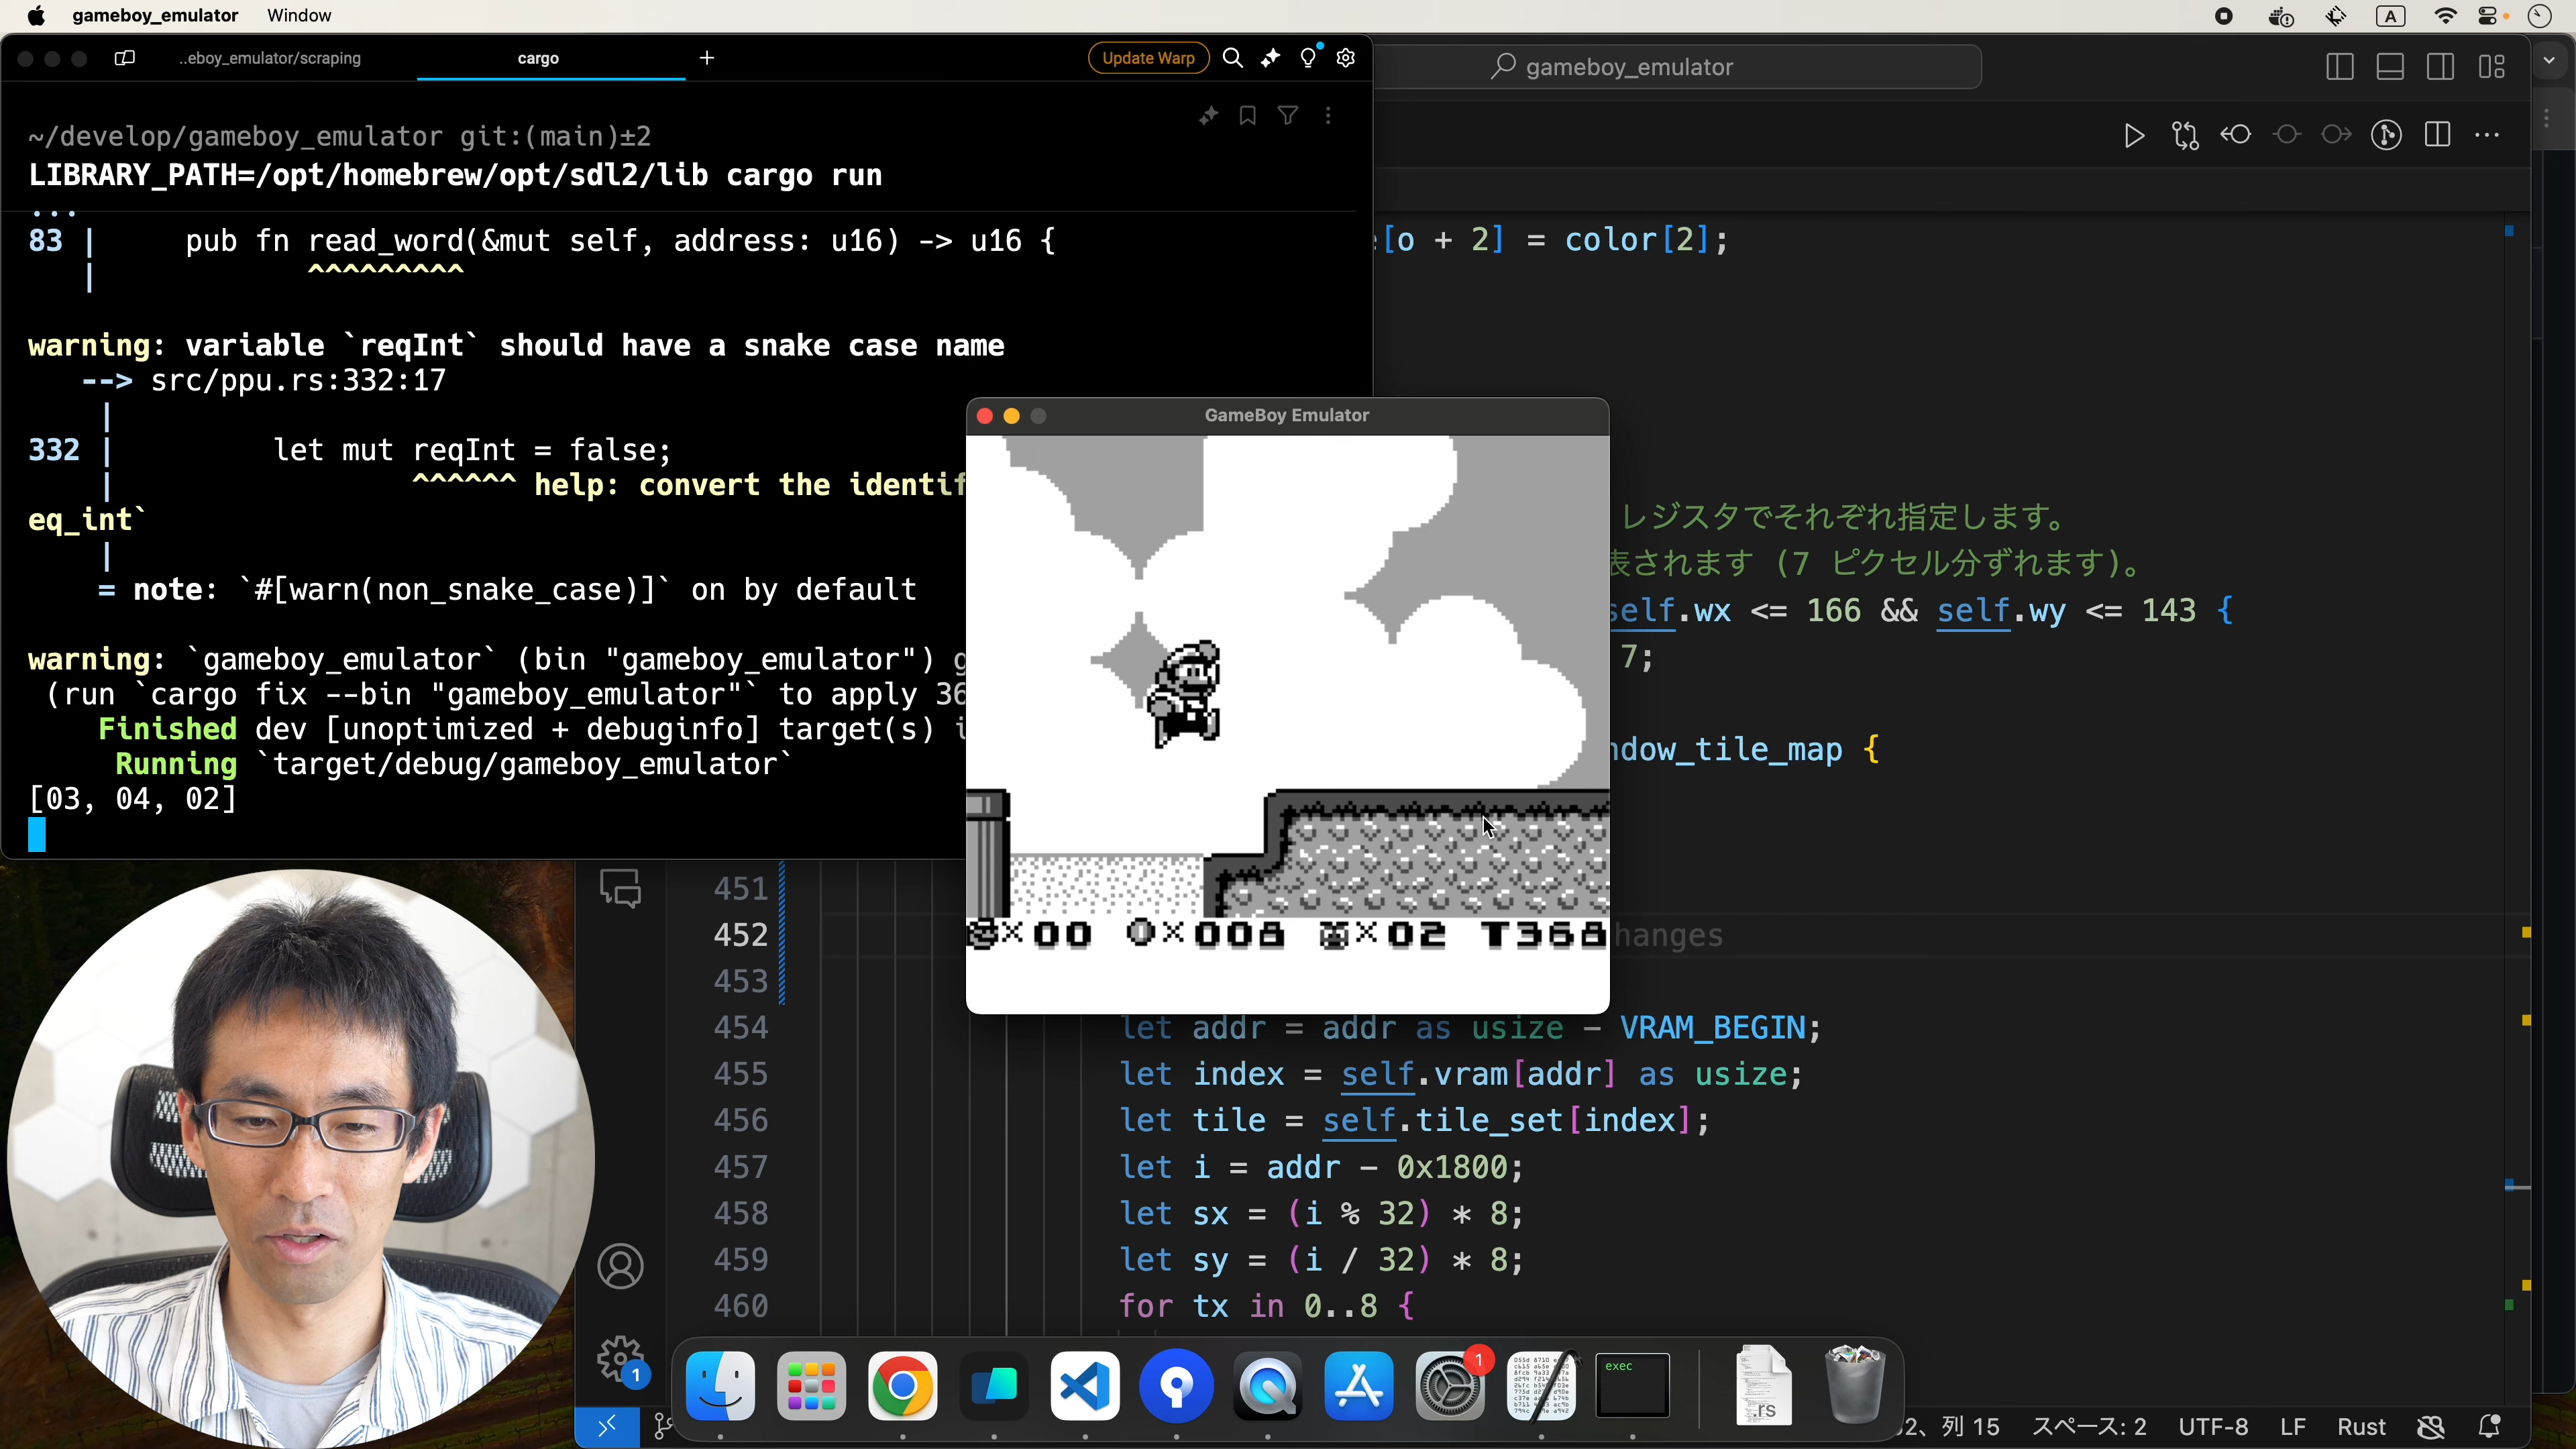 gameboy_emulator Window
A
..eboy_emulator/scraping cargo + Update Warp
gameboy_emulator
~/develop/gameboy_emulator git:(main)±2
LIBRARY_PATH=/opt/homebrew/opt/sdl2/lib cargo run
...
83 | pub fn read_word(&mut self, address: u16) -> u16 {
| ^^^^^^^^^
warning: variable `reqInt` should have a snake case name
--> src/ppu.rs:332:17
|
332 | let mut reqInt = false;
| ^^^^^^ help: convert the identif
eq_int`
|
= note: `#[warn(non_snake_case)]` on by default
warning: `gameboy_emulator` (bin "gameboy_emulator") g
(run `cargo fix --bin "gameboy_emulator"` to apply 36
Finished dev [unoptimized + debuginfo] target(s) i
Running `target/debug/gameboy_emulator`
[03, 04, 02]
GameBoy Emulator
×00 ×008 ×02 T368
[o + 2] = color[2];
レジスタでそれぞれ指定します。
表されます (7 ピクセル分ずれます)。
self.wx <= 166 && self.wy <= 143 {
7;
ndow_tile_map {
451
452 hanges
453
454 let addr = addr as usize - VRAM_BEGIN;
455 let index = self.vram[addr] as usize;
456 let tile = self.tile_set[index];
457 let i = addr - 0x1800;
458 let sx = (i % 32) * 8;
459 let sy = (i / 32) * 8;
460 for tx in 0..8 {
1
1
exec
.rs
2、列 15 スペース: 2 UTF-8 LF Rust